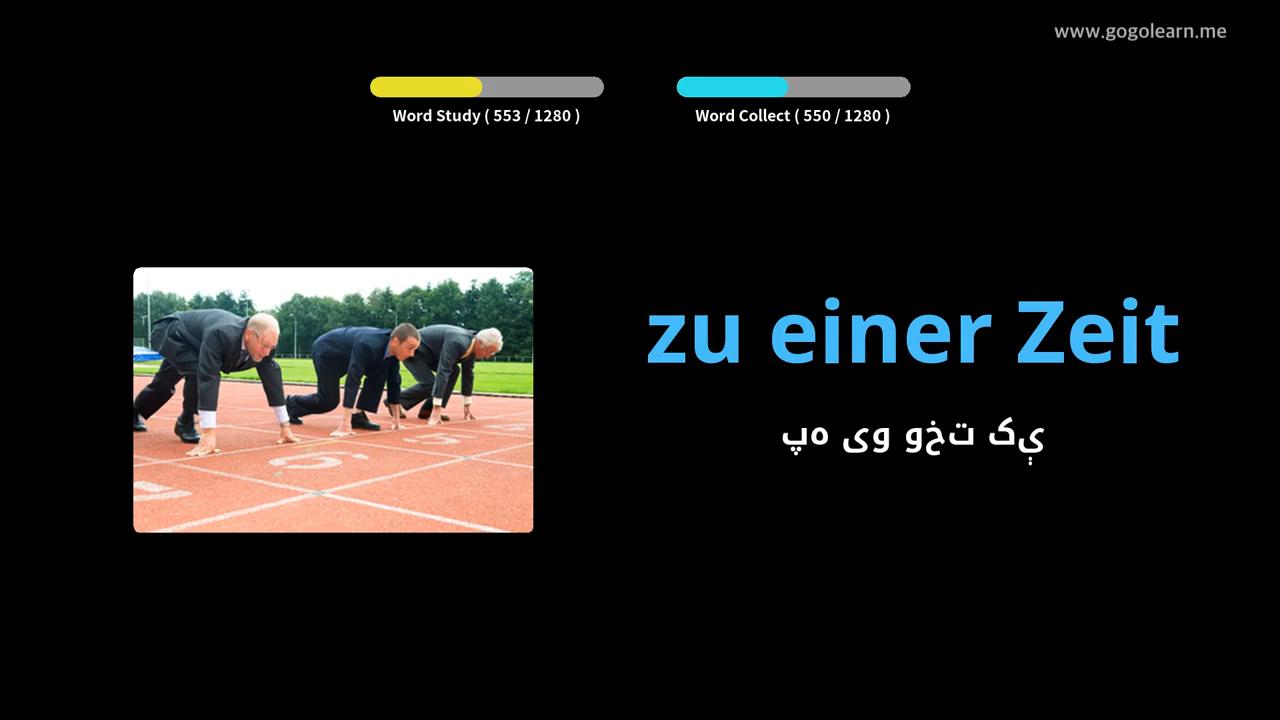 www.gogolearn.me
Word Study ( 553 / 1280 )
Word Collect ( 550 / 1280 )
zu einer Zeit
په یو وخت کې